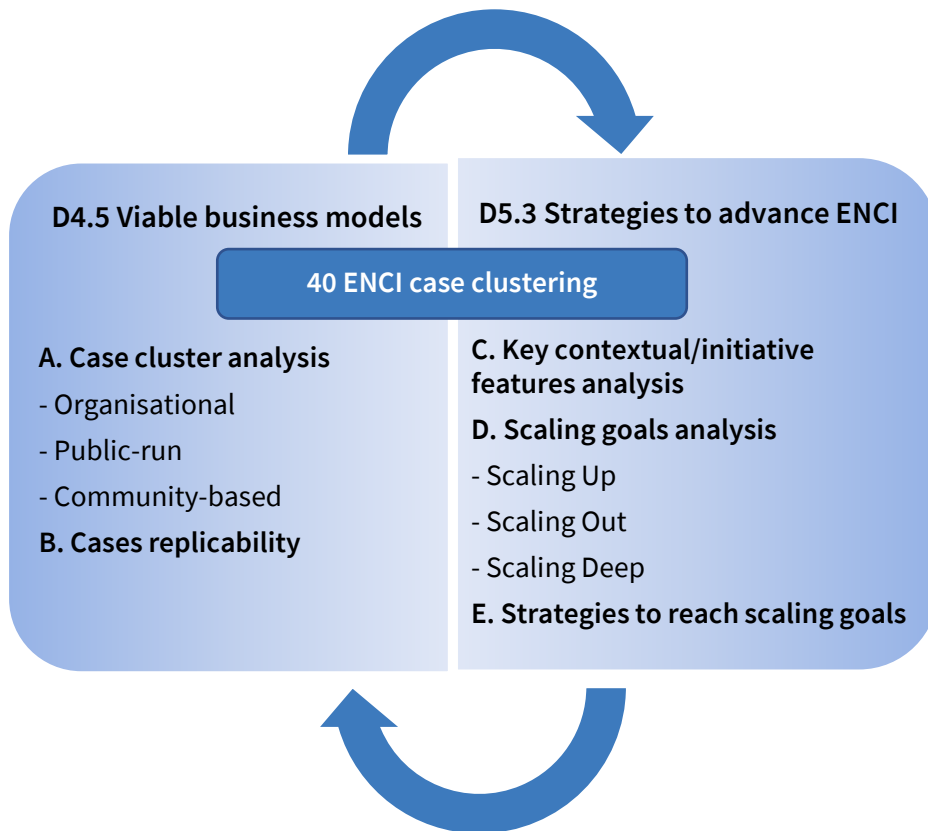 D4.5 Viable business models
D5.3 Strategies to advance ENCI
40 ENCI case clustering
A. Case cluster analysis
- Organisational
- Public-run
- Community-based
B. Cases replicability
C. Key contextual/initiative
features analysis
D. Scaling goals analysis
- Scaling Up
- Scaling Out
- Scaling Deep
E. Strategies to reach scaling goals